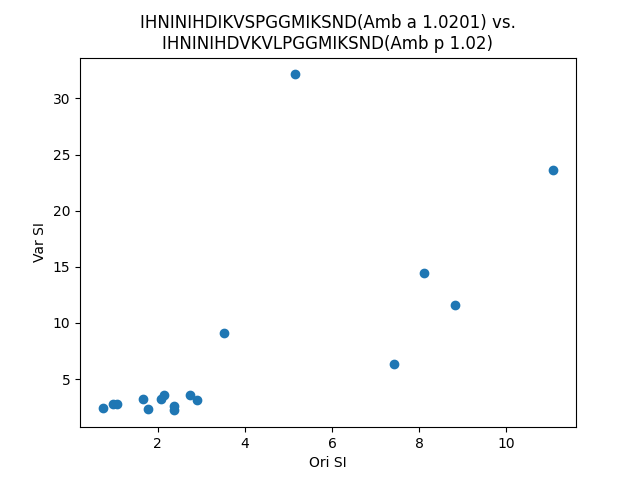 IHNINIHDIKVSPGGMIKSND(Amb a 1.0201) vs.
IHNINIHDVKVLPGGMIKSND(Amb p 1.02)
30
25
20
15
10
5
Var SI
2 4 6 8 10
Ori SI